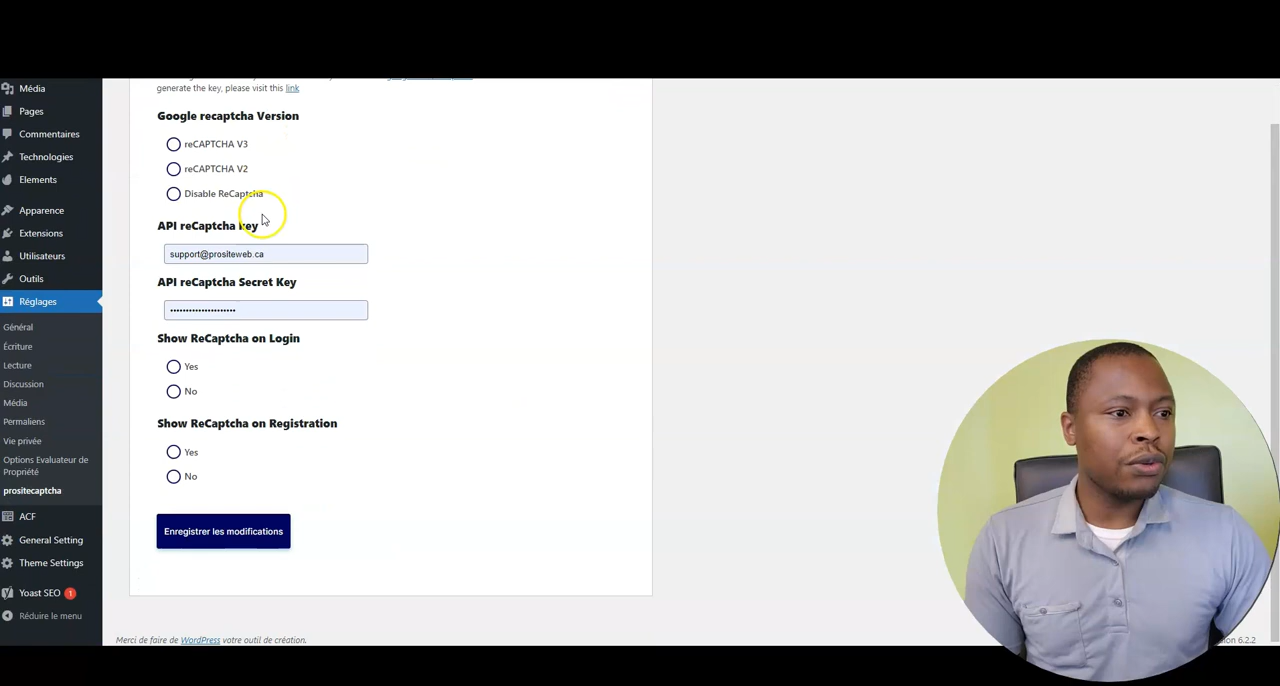 Média
Pages
Commentaires
Technologies
Elements
Apparence
Extensions
Utilisateurs
Outils
Réglages
Général
Écriture
Lecture
Discussion
Média
Permaliens
Vie privée
Options Evaluateur de
Propriété
prositecaptcha
ACF
General Setting
Theme Settings
Yoast SEO 1
Réduire le menu
generate the key, please visit this link
Google recaptcha Version
reCAPTCHA V3
reCAPTCHA V2
Disable ReCaptcha
API reCaptcha key
support@prositeweb.ca
API reCaptcha Secret Key
Show ReCaptcha on Login
Yes
No
Show ReCaptcha on Registration
Yes
No
Enregistrer les modifications
Merci de faire de WordPress votre outil de création.
6.2.2